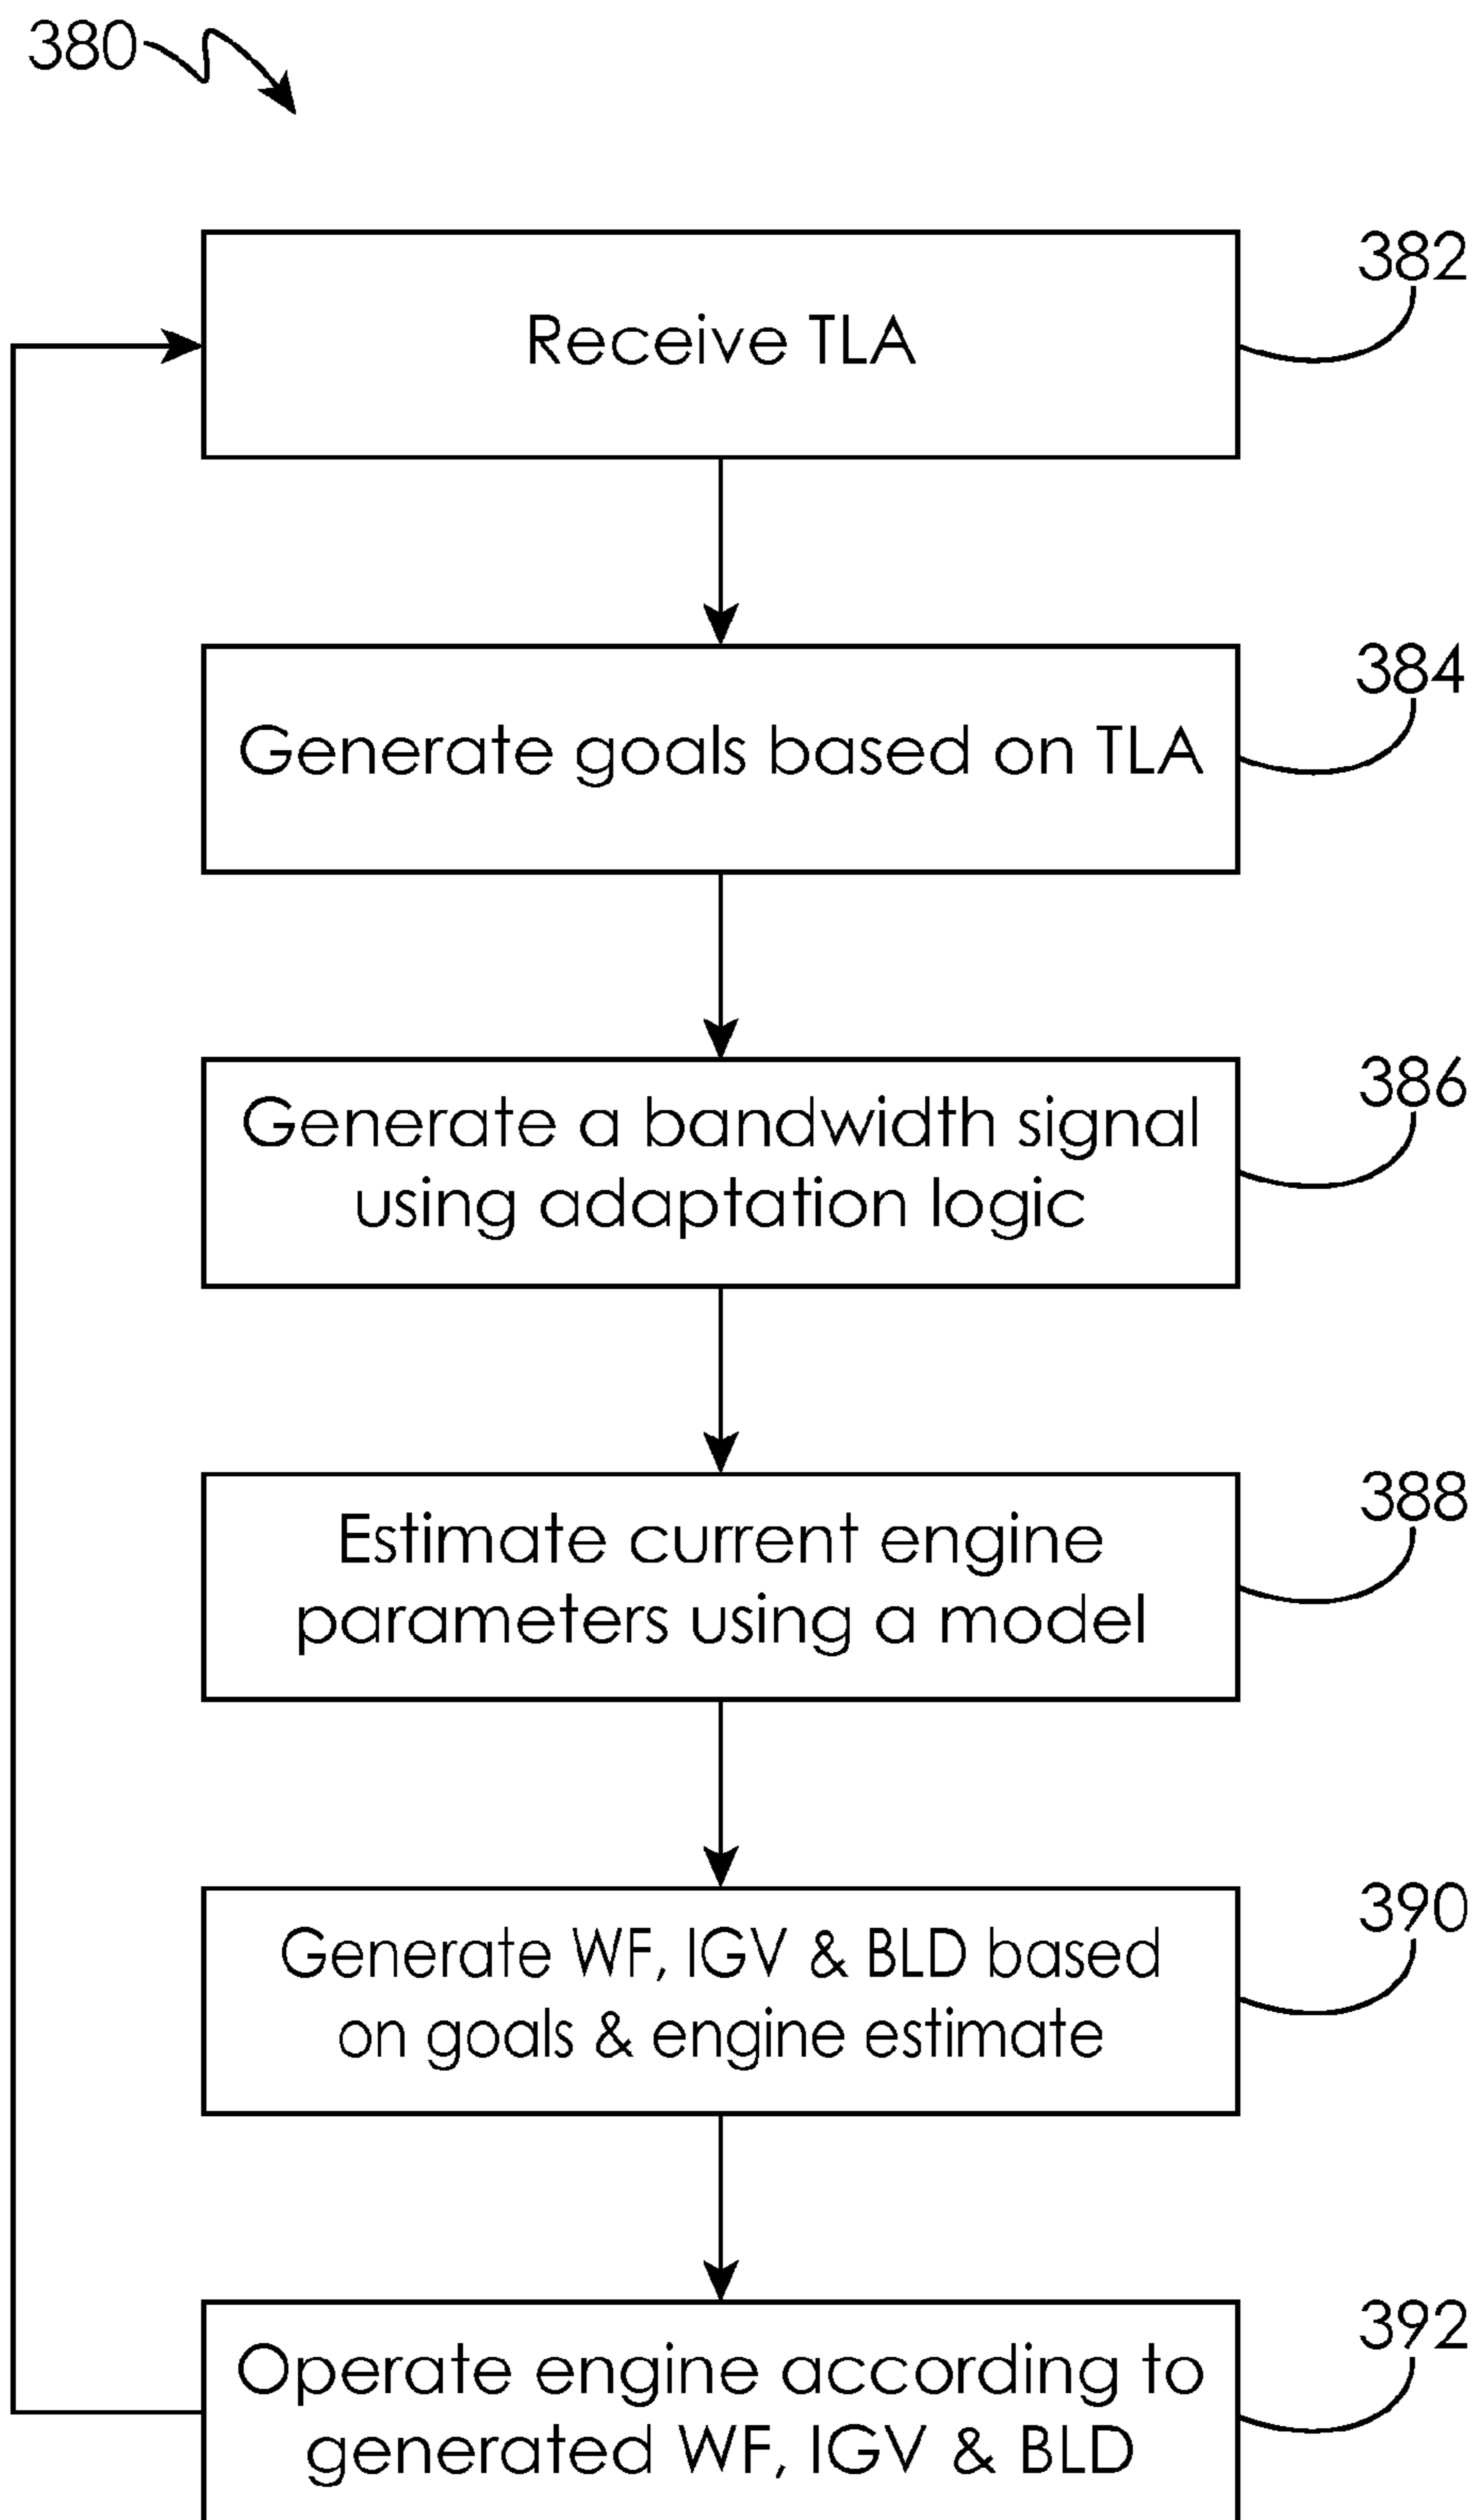 380
382
Receive TLA
384
Generate goals based on TLA
386
Generate a bandwidth signal
using adaptation logic
388
Estimate current engine
parameters using a model
390
Generate WF, IGV & BLD based
on goals & engine estimate
392
Operate engine according to
generated WF, IGV & BLD